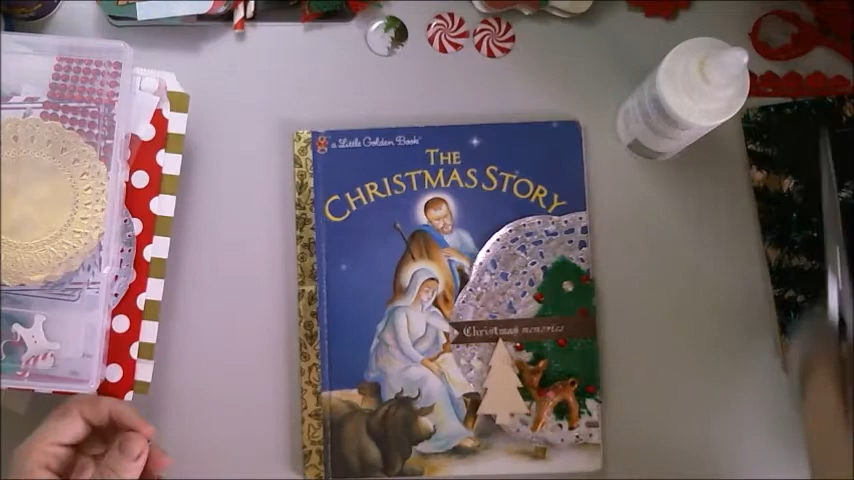 a Little Golden Book®
THE
CHRISTMAS STORY
Christmas memories